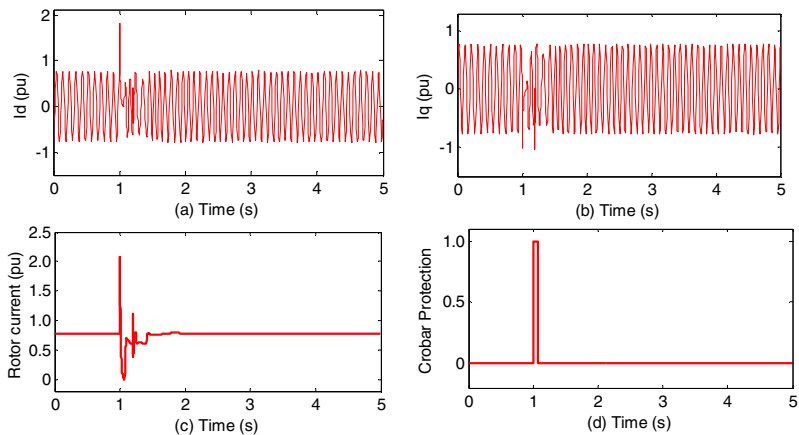 Id (pu)
2
1
0
-1
0 1 2 3 4 5
(a) Time (s)
Iq (pu)
1
0
-1
0 1 2 3 4 5
(b) Time (s)
Rotor current (pu)
2.5
2.0
1.5
1.0
0.5
0
0 1 2 3 4 5
(c) Time (s)
Crobar Protection
1.0
0.5
0
0 1 2 3 4 5
(d) Time (s)